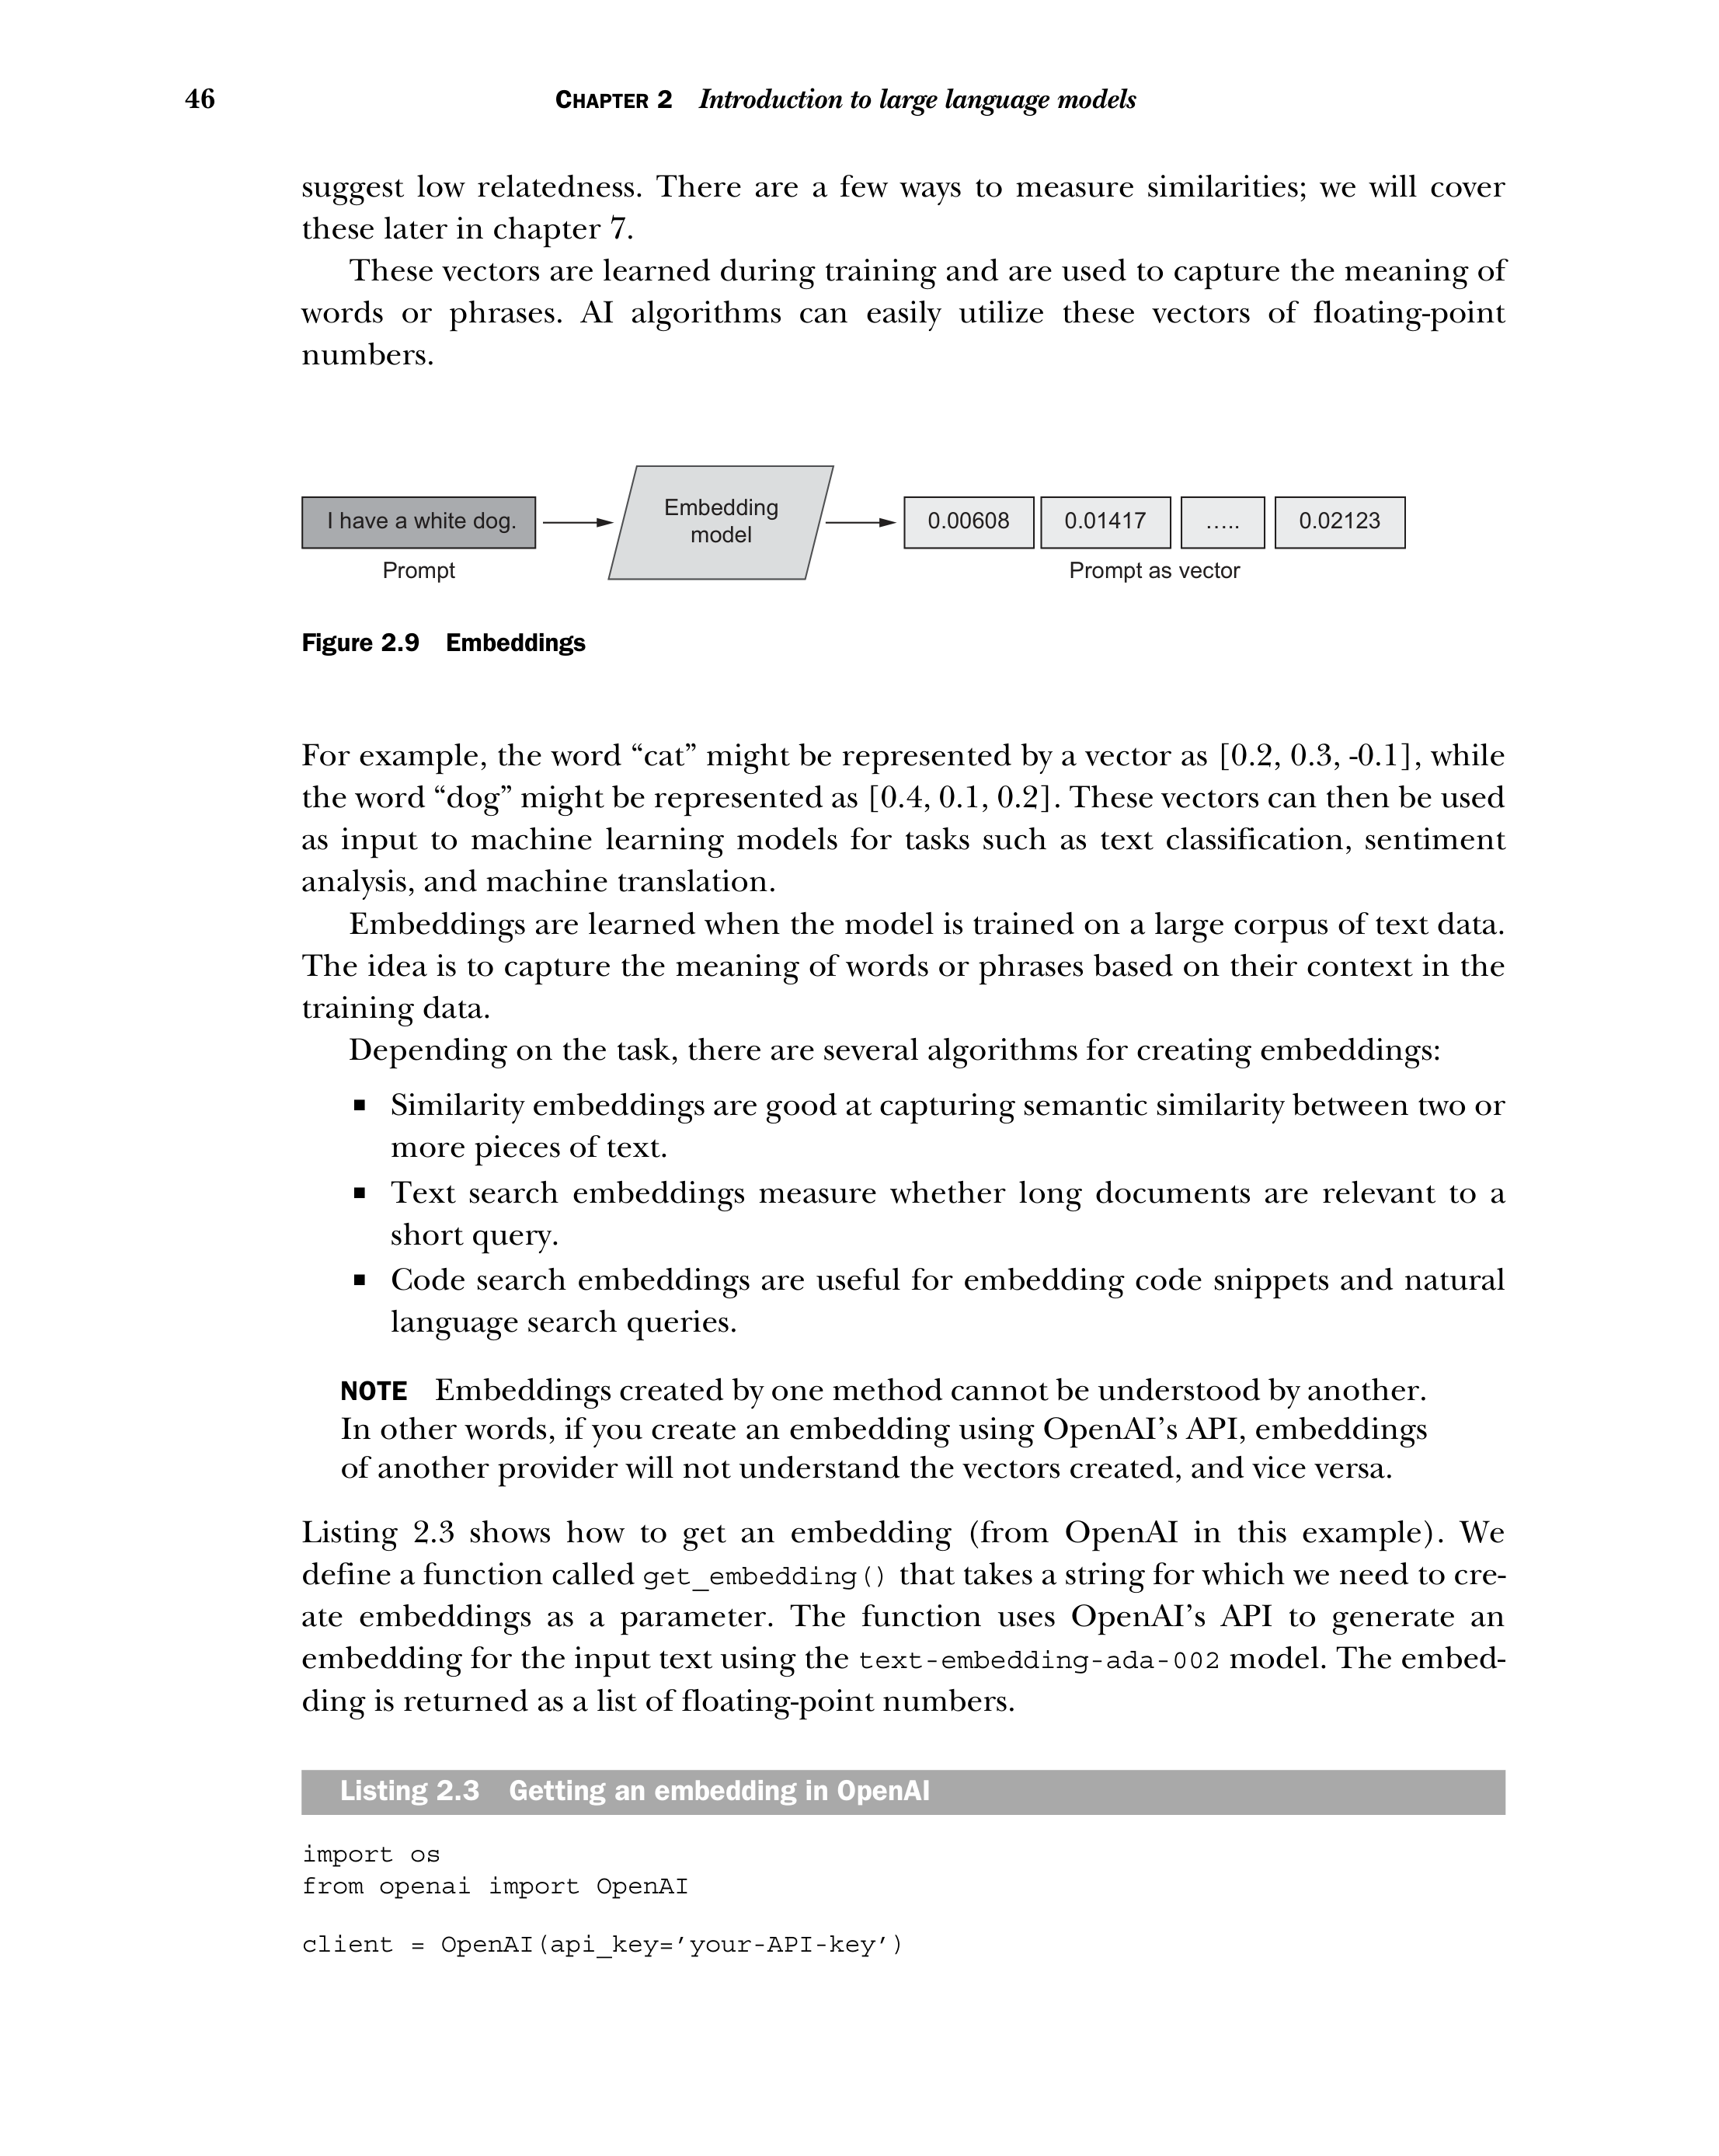 46
CHAPTER 2 Introduction to large language models
suggest low relatedness. There are a few ways to measure similarities; we will cover
these later in chapter 7.
These vectors are learned during training and are used to capture the meaning of
words or phrases. AI algorithms can easily utilize these vectors of floating-point
numbers.
I have a white dog.
Prompt
Embedding
model
0.00608 0.01417 ..... 0.02123
Prompt as vector
Figure 2.9 Embeddings
For example, the word “cat” might be represented by a vector as [0.2, 0.3, -0.1], while
the word “dog” might be represented as [0.4, 0.1, 0.2]. These vectors can then be used
as input to machine learning models for tasks such as text classification, sentiment
analysis, and machine translation.
Embeddings are learned when the model is trained on a large corpus of text data.
The idea is to capture the meaning of words or phrases based on their context in the
training data.
Depending on the task, there are several algorithms for creating embeddings:
▪ Similarity embeddings are good at capturing semantic similarity between two or
more pieces of text.
▪ Text search embeddings measure whether long documents are relevant to a
short query.
▪ Code search embeddings are useful for embedding code snippets and natural
language search queries.
NOTE Embeddings created by one method cannot be understood by another.
In other words, if you create an embedding using OpenAI’s API, embeddings
of another provider will not understand the vectors created, and vice versa.
Listing 2.3 shows how to get an embedding (from OpenAI in this example). We
define a function called get_embedding() that takes a string for which we need to cre-
ate embeddings as a parameter. The function uses OpenAI’s API to generate an
embedding for the input text using the text-embedding-ada-002 model. The embed-
ding is returned as a list of floating-point numbers.
Listing 2.3 Getting an embedding in OpenAI
import os
from openai import OpenAI
client = OpenAI(api_key=’your-API-key’)